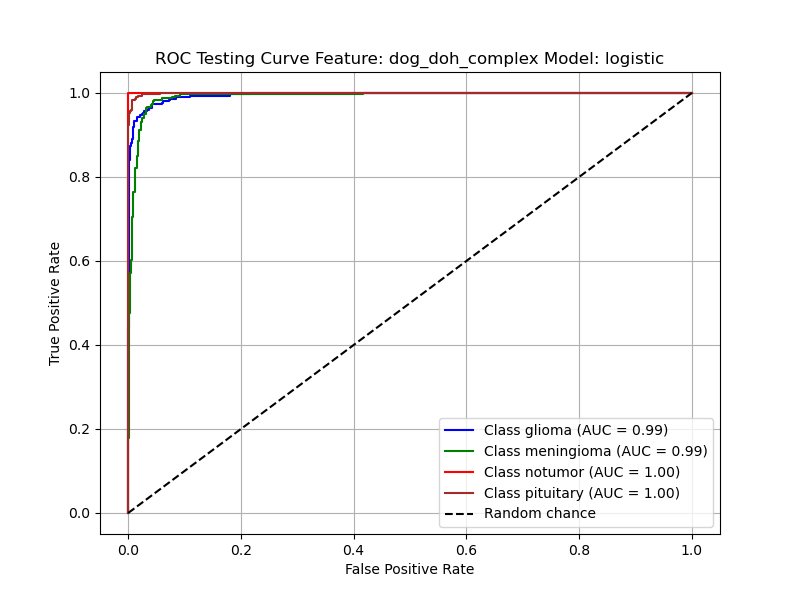 ROC Testing Curve Feature: dog_doh_complex Model: logistic
True Positive Rate
1.0
0.8
0.6
0.4
0.2
0.0
Class glioma (AUC = 0.99)
Class meningioma (AUC = 0.99)
Class notumor (AUC = 1.00)
Class pituitary (AUC = 1.00)
Random chance
0.0 0.2 0.4 0.6 0.8 1.0
False Positive Rate